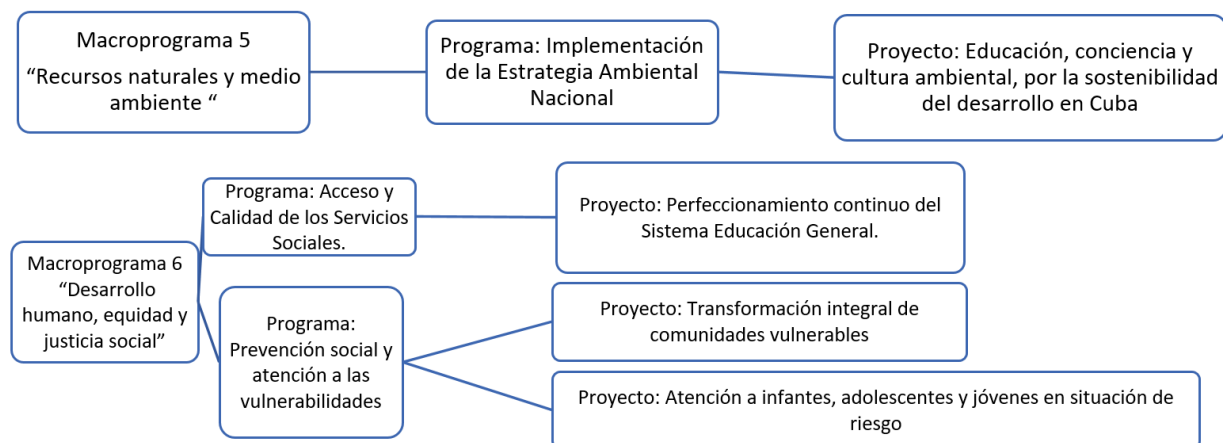 Macroprograma 5
“Recursos naturales y medio
ambiente “
Programa: Implementación
de la Estrategia Ambiental
Nacional
Proyecto: Educación, conciencia y
cultura ambiental, por la sostenibilidad
del desarrollo en Cuba
Macroprograma 6
“Desarrollo
humano, equidad y
justicia social”
Programa: Acceso y
Calidad de los Servicios
Sociales.
Proyecto: Perfeccionamiento continuo del
Sistema Educación General.
Programa:
Prevención social y
atención a las
vulnerabilidades
Proyecto: Transformación integral de
comunidades vulnerables
Proyecto: Atención a infantes, adolescentes y jóvenes en situación de
riesgo